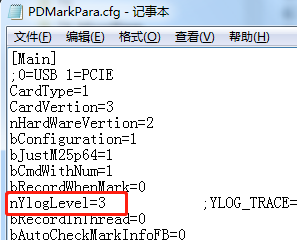 PDMarkPara.cfg - 记事本
文件(F) 编辑(E) 格式(O) 查看(V) 帮助(H)
[Main]
;0=USB 1=PCIE
CardType=1
CardVertion=3
nHardWareVertion=2
bConfiguration=1
bJustM25p64=1
bCmdWithNum=1
bRecordWhenMark=0
nYlogLevel=3 ;YLOG_TRACE=
bRecordInThread=0
bAutoCheckMarkInfoFB=0